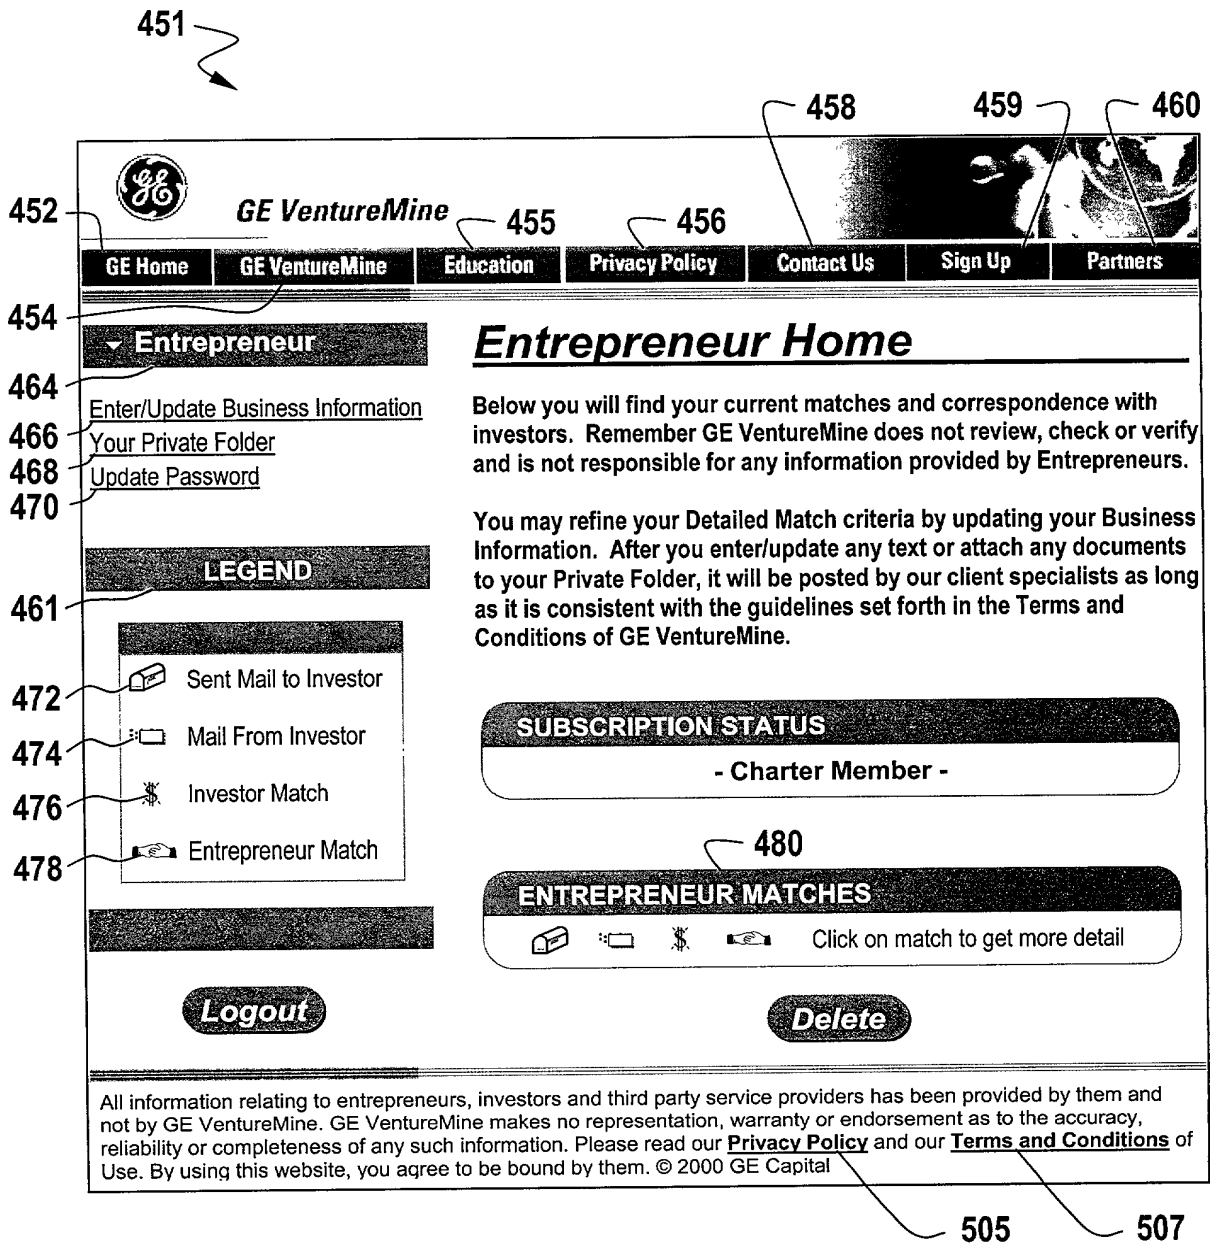 451
458 459 460
GE
452
GE VentureMine
455 456
GE Home GE VentureMine Education Privacy Policy Contact Us Sign Up Partners
454
Entrepreneur
464
Enter/Update Business Information
466
Your Private Folder
468
Update Password
470
Entrepreneur Home
Below you will find your current matches and correspondence with
investors. Remember GE VentureMine does not review, check or verify
and is not responsible for any information provided by Entrepreneurs.
You may refine your Detailed Match criteria by updating your Business
Information. After you enter/update any text or attach any documents
to your Private Folder, it will be posted by our client specialists as long
as it is consistent with the guidelines set forth in the Terms and
Conditions of GE VentureMine.
LEGEND
461
Sent Mail to Investor
472
Mail From Investor
474
Investor Match
476
Entrepreneur Match
478
SUBSCRIPTION STATUS
- Charter Member -
480
ENTREPRENEUR MATCHES
Click on match to get more detail
Logout
Delete
All information relating to entrepreneurs, investors and third party service providers has been provided by them and
not by GE VentureMine. GE VentureMine makes no representation, warranty or endorsement as to the accuracy,
reliability or completeness of any such information. Please read our Privacy Policy and our Terms and Conditions of
Use. By using this website, you agree to be bound by them. © 2000 GE Capital
505 507